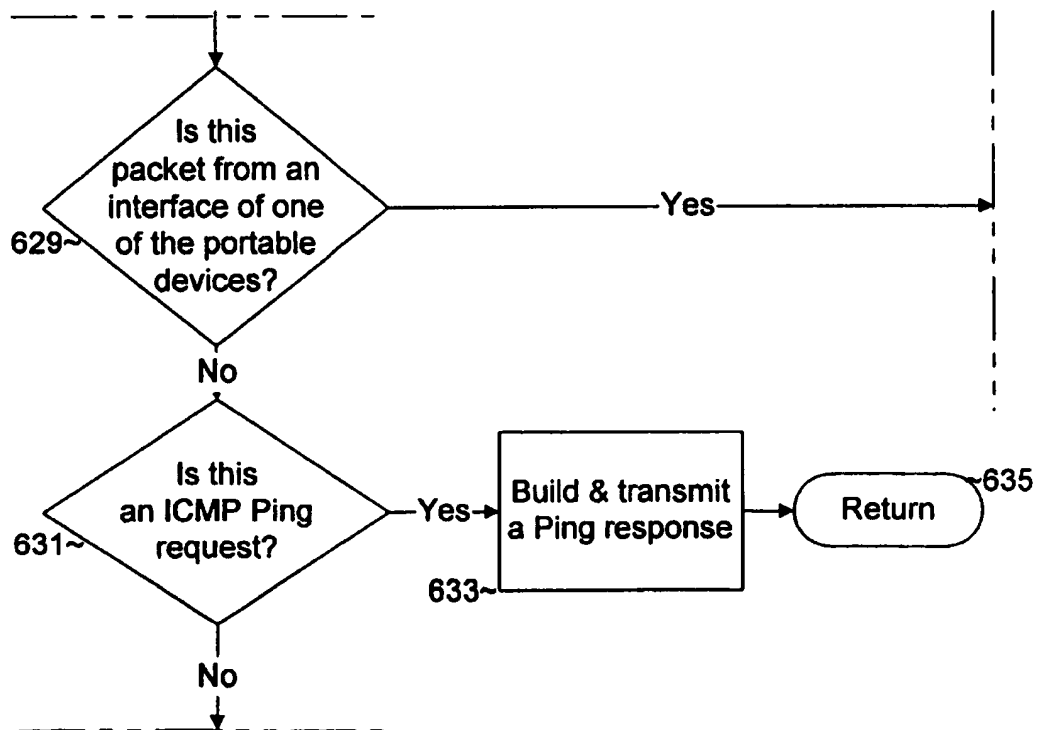 Is this
packet from an
interface of one
of the portable
devices?
Yes
629~
No
Is this
an ICMP Ping
request?
631~
Yes
Build & transmit
a Ping response
633~
Return
~635
No